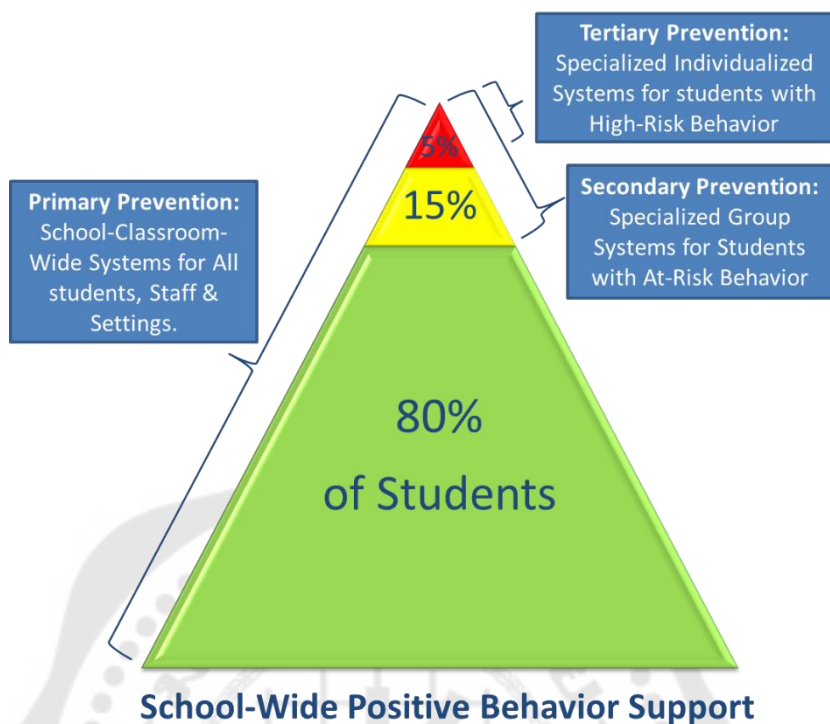 Tertiary Prevention:
Specialized Individualized
Systems for students with
High-Risk Behavior
5%
15%
Secondary Prevention:
Specialized Group
Systems for Students
with At-Risk Behavior
Primary Prevention:
School-Classroom-
Wide Systems for All
students, Staff &
Settings.
80%
of Students
School-Wide Positive Behavior Support